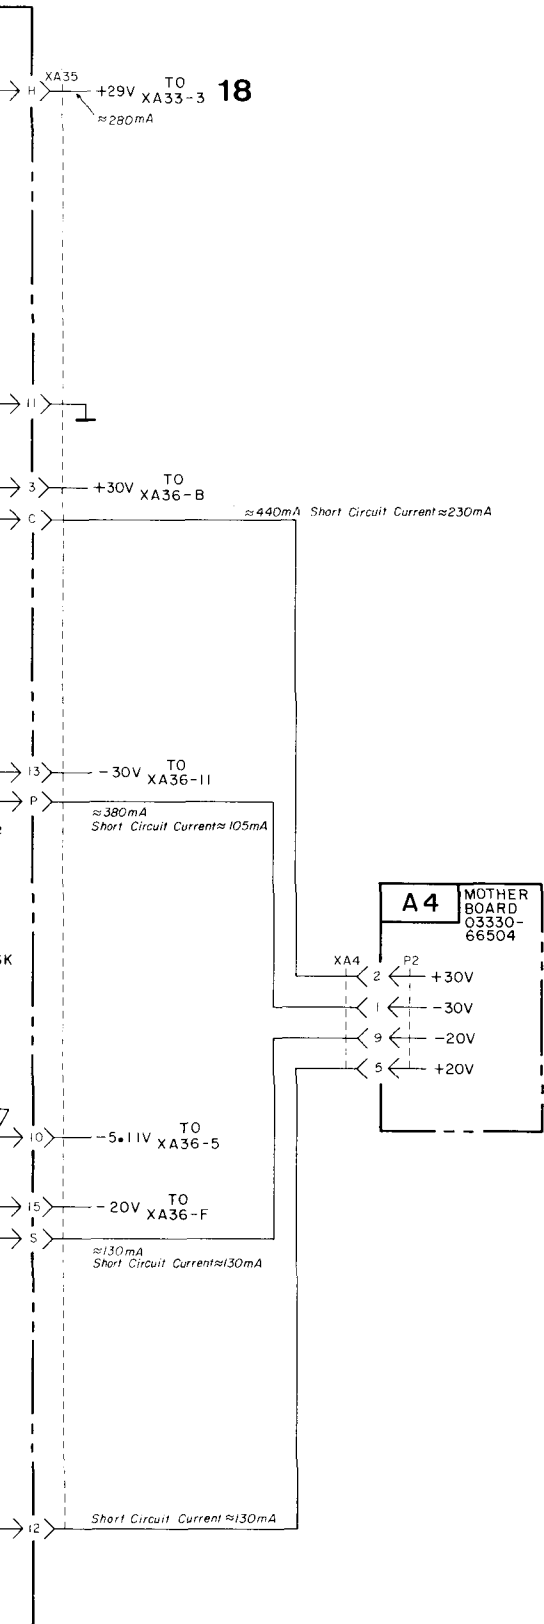 XA35
H +29V TO XA33-3 18
≈280mA
11
3 +30V TO XA36-B
C ≈440mA Short Circuit Current≈230mA
13 -30V TO XA36-11
P
≈380mA
Short Circuit Current≈105mA
A4
MOTHER
BOARD
03330-
66504
5K
XA4 P2
2 +30V
1 -30V
9 -20V
5 +20V
10 -5.11V TO XA36-5
15 -20V TO XA36-F
S
≈130mA
Short Circuit Current≈130mA
12 Short Circuit Current ≈130mA